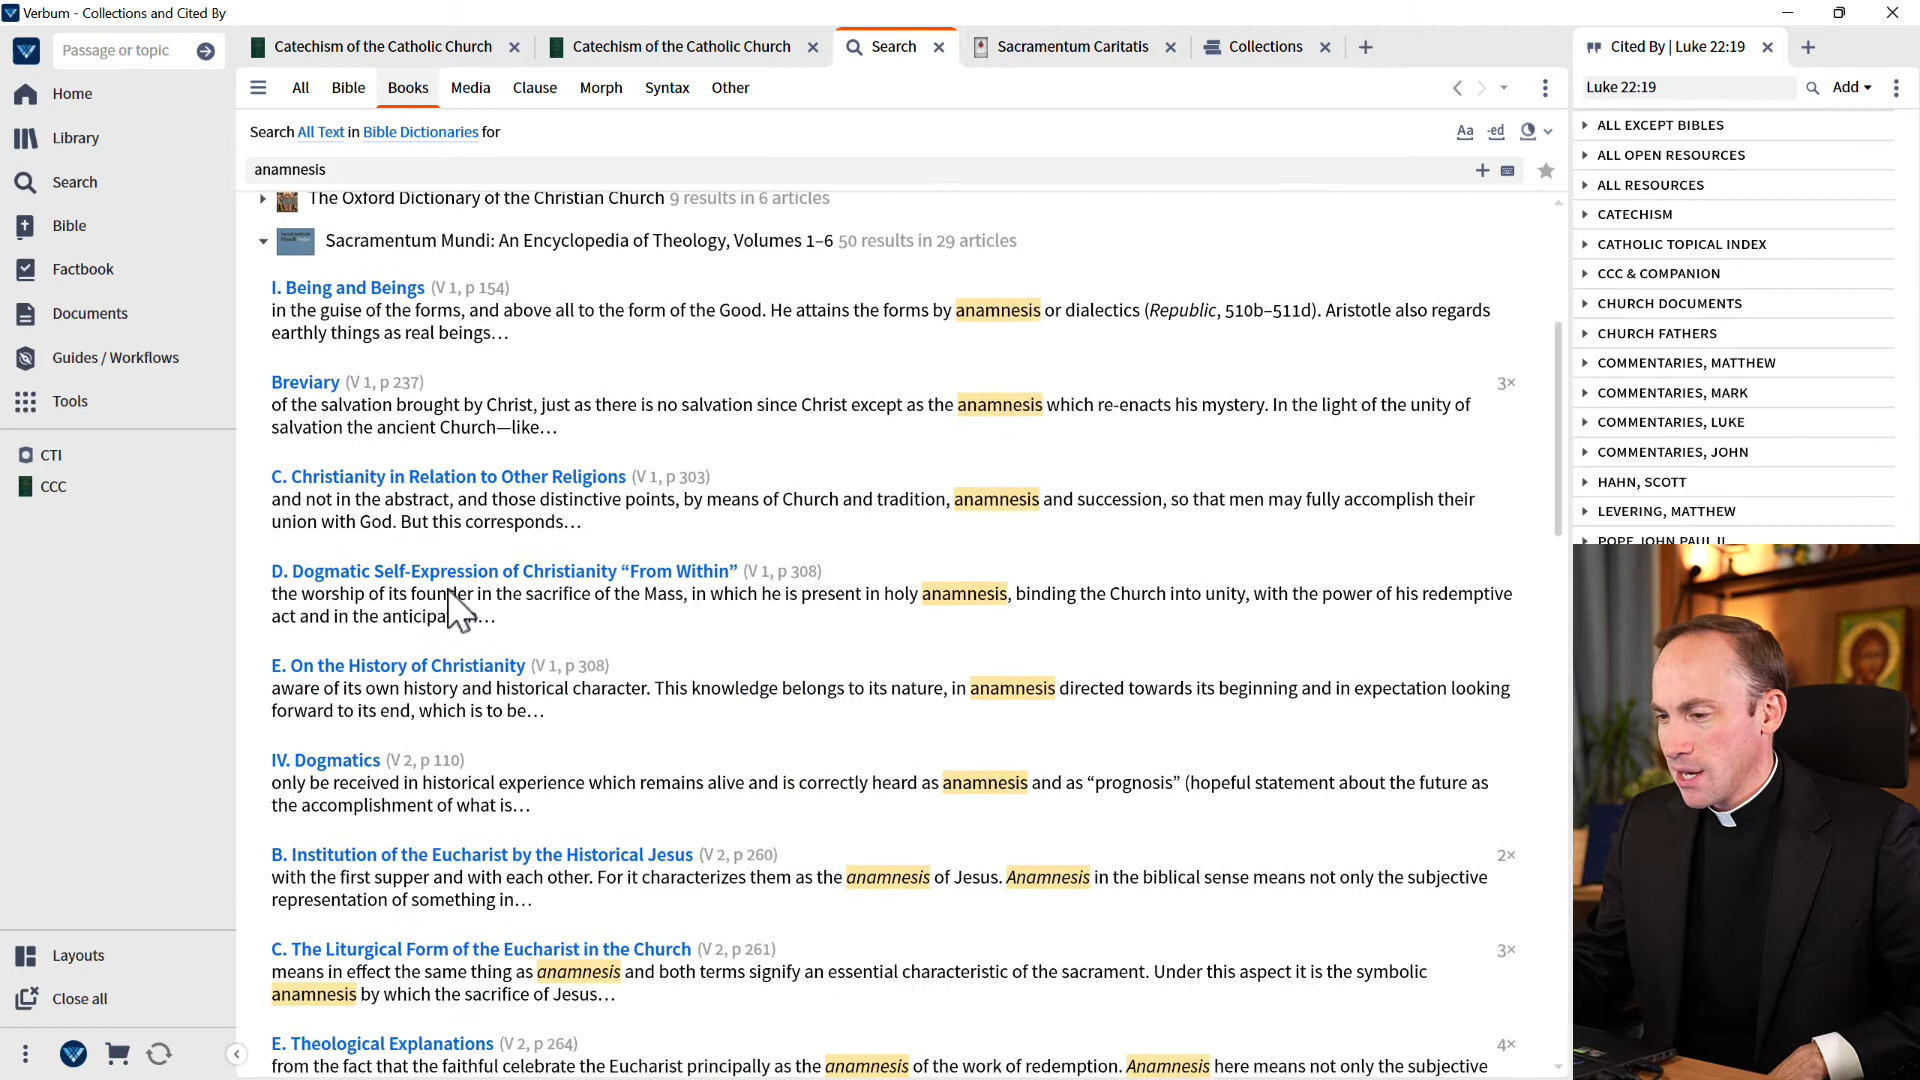 Verbum - Collections and Cited By
Passage or topic
Home
Library
Search
Bible
Factbook
Documents
Guides / Workflows
Tools
CTI
CCC
Layouts
Close all
Catechism of the Catholic Church
Catechism of the Catholic Church
Search
Sacramentum Caritatis
Collections
All Bible Books Media Clause Morph Syntax Other
Search All Text in Bible Dictionaries for
Aa -ed
anamnesis
The Oxford Dictionary of the Christian Church 9 results in 6 articles
Sacramentum Mundi: An Encyclopedia of Theology, Volumes 1–6 50 results in 29 articles
I. Being and Beings (V 1, p 154)
in the guise of the forms, and above all to the form of the Good. He attains the forms by anamnesis or dialectics (Republic, 510b–511d). Aristotle also regards
earthly things as real beings…
Breviary (V 1, p 237) 3×
of the salvation brought by Christ, just as there is no salvation since Christ except as the anamnesis which re-enacts his mystery. In the light of the unity of
salvation the ancient Church—like…
C. Christianity in Relation to Other Religions (V 1, p 303)
and not in the abstract, and those distinctive points, by means of Church and tradition, anamnesis and succession, so that men may fully accomplish their
union with God. But this corresponds…
D. Dogmatic Self-Expression of Christianity “From Within” (V 1, p 308)
the worship of its founder in the sacrifice of the Mass, in which he is present in holy anamnesis, binding the Church into unity, with the power of his redemptive
act and in the anticipa…
E. On the History of Christianity (V 1, p 308)
aware of its own history and historical character. This knowledge belongs to its nature, in anamnesis directed towards its beginning and in expectation looking
forward to its end, which is to be…
IV. Dogmatics (V 2, p 110)
only be received in historical experience which remains alive and is correctly heard as anamnesis and as “prognosis” (hopeful statement about the future as
the accomplishment of what is…
B. Institution of the Eucharist by the Historical Jesus (V 2, p 260) 2×
with the first supper and with each other. For it characterizes them as the anamnesis of Jesus. Anamnesis in the biblical sense means not only the subjective
representation of something in…
C. The Liturgical Form of the Eucharist in the Church (V 2, p 261) 3×
means in effect the same thing as anamnesis and both terms signify an essential characteristic of the sacrament. Under this aspect it is the symbolic
anamnesis by which the sacrifice of Jesus…
E. Theological Explanations (V 2, p 264) 4×
from the fact that the faithful celebrate the Eucharist principally as the anamnesis of the work of redemption. Anamnesis here means not only the subjective
Cited By | Luke 22:19
Luke 22:19 Add
ALL EXCEPT BIBLES
ALL OPEN RESOURCES
ALL RESOURCES
CATECHISM
CATHOLIC TOPICAL INDEX
CCC & COMPANION
CHURCH DOCUMENTS
CHURCH FATHERS
COMMENTARIES, MATTHEW
COMMENTARIES, MARK
COMMENTARIES, LUKE
COMMENTARIES, JOHN
HAHN, SCOTT
LEVERING, MATTHEW
POPE JOHN PAUL II